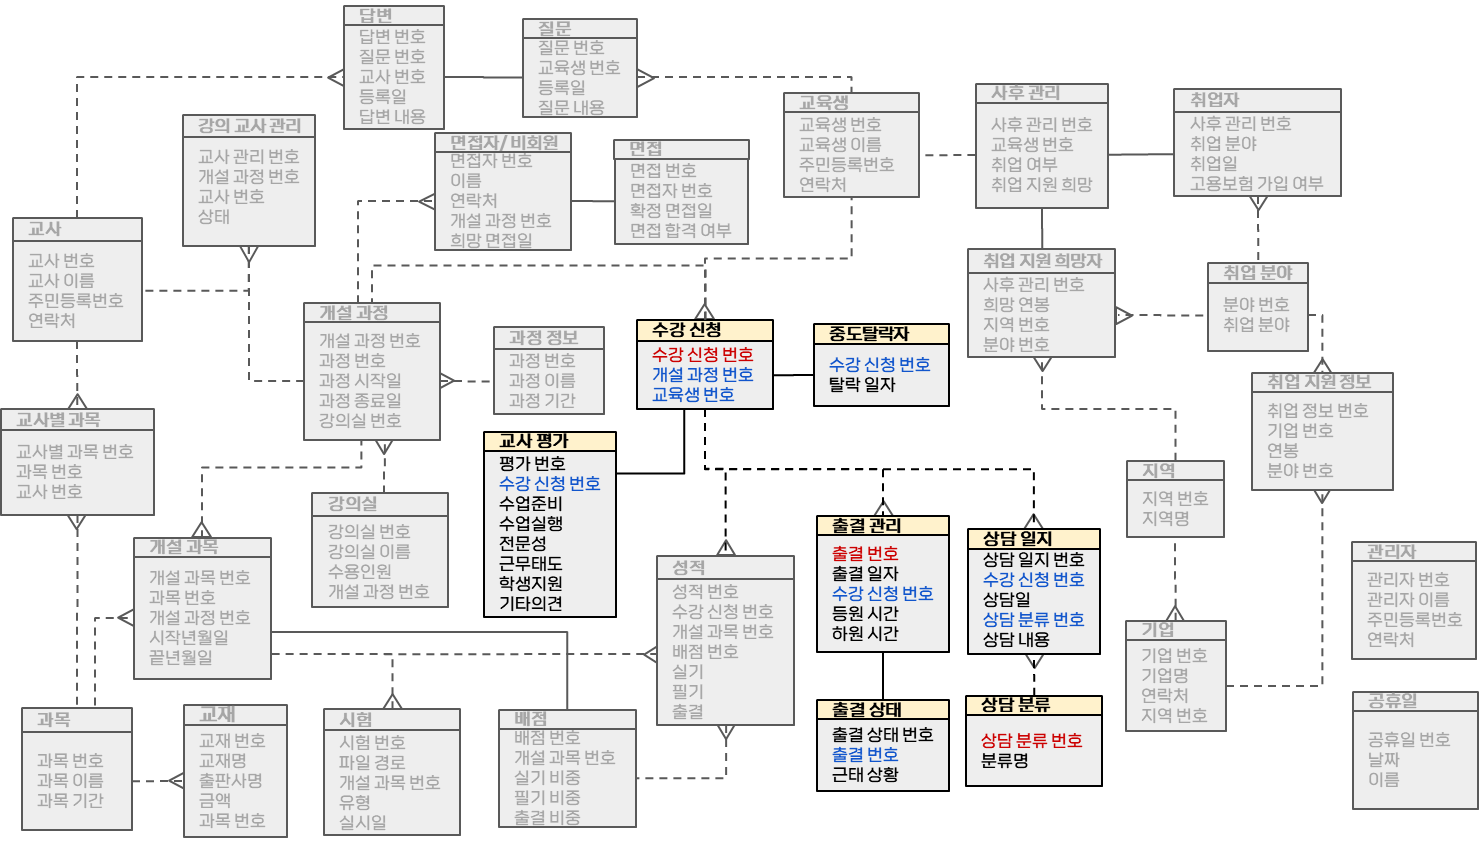 답변
답변 번호
질문 번호
교사 번호
등록일
답변 내용
질문
질문 번호
교육생 번호
등록일
질문 내용
교육생
교육생 번호
교육생 이름
주민등록번호
연락처
사후 관리
사후 관리 번호
교육생 번호
취업 여부
취업 지원 희망
취업자
사후 관리 번호
취업 분야
취업일
고용보험 가입 여부
강의 교사 관리
교사 관리 번호
개설 과정 번호
교사 번호
상태
면접자/ 비회원
면접자 번호
이름
연락처
개설 과정 번호
희망 면접일
면접
면접 번호
면접자 번호
확정 면접일
면접 합격 여부
교사
교사 번호
교사 이름
주민등록번호
연락처
취업 지원 희망자
사후 관리 번호
희망 연봉
지역 번호
분야 번호
취업 분야
분야 번호
취업 분야
개설 과정
개설 과정 번호
과정 번호
과정 시작일
과정 종료일
강의실 번호
과정 정보
과정 번호
과정 이름
과정 기간
수강 신청
수강 신청 번호
개설 과정 번호
교육생 번호
중도탈락자
수강 신청 번호
탈락 일자
취업 지원 정보
취업 정보 번호
기업 번호
연봉
분야 번호
교사별 과목
교사별 과목 번호
과목 번호
교사 번호
교사 평가
평가 번호
수강 신청 번호
수업준비
수업실행
전문성
근무태도
학생지원
기타의견
지역
지역 번호
지역명
강의실
강의실 번호
강의실 이름
수용인원
개설 과정 번호
출결 관리
출결 번호
출결 일자
수강 신청 번호
등원 시간
하원 시간
상담 일지
상담 일지 번호
수강 신청 번호
상담일
상담 분류 번호
상담 내용
개설 과목
개설 과목 번호
과목 번호
개설 과정 번호
시작년월일
끝년월일
성적
성적 번호
수강 신청 번호
개설 과목 번호
배점 번호
실기
필기
출결
관리자
관리자 번호
관리자 이름
주민등록번호
연락처
기업
기업 번호
기업명
연락처
지역 번호
과목
과목 번호
과목 이름
과목 기간
교재
교재 번호
교재명
출판사명
금액
과목 번호
시험
시험 번호
파일 경로
개설 과목 번호
유형
실시일
배점
배점 번호
개설 과목 번호
실기 비중
필기 비중
출결 비중
출결 상태
출결 상태 번호
출결 번호
근태 상황
상담 분류
상담 분류 번호
분류명
공휴일
공휴일 번호
날짜
이름